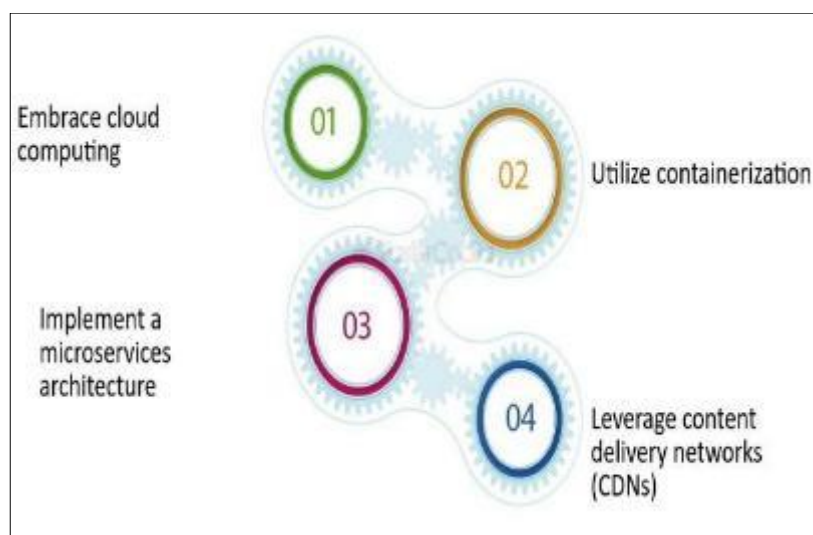 01
Embrace cloud
computing
02
Utilize containerization
03
Implement a
microservices
architecture
04
Leverage content
delivery networks
(CDNs)